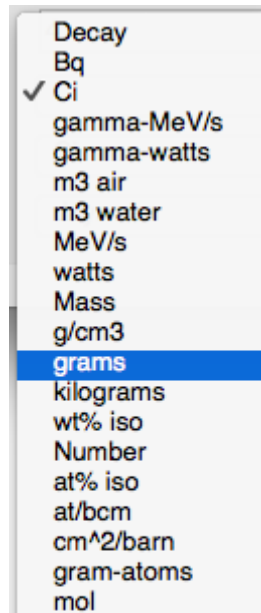 Decay
Bq
✓ Ci
gamma-MeV/s
gamma-watts
m3 air
m3 water
MeV/s
watts
Mass
g/cm3
grams
kilograms
wt% iso
Number
at% iso
at/bcm
cm^2/barn
gram-atoms
mol